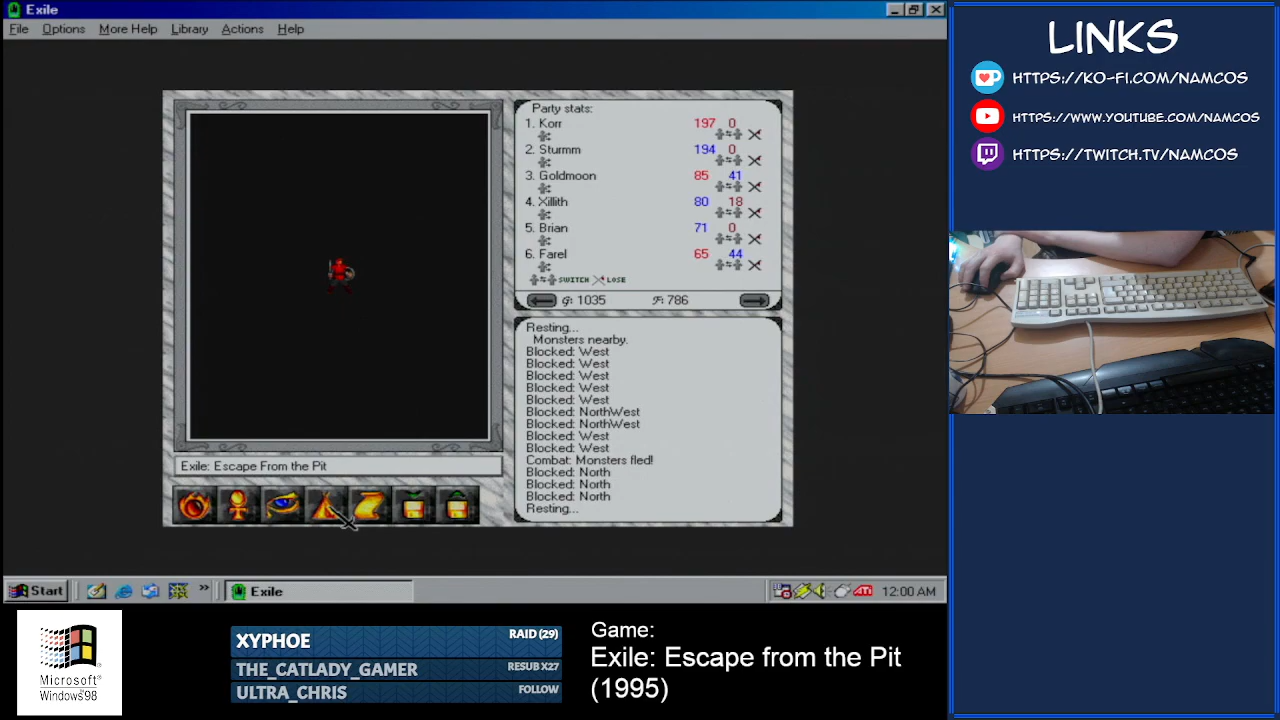 Exile
File Options More Help Library Actions Help
Party stats:
1. Korr 197 0
2. Sturmm 194 0
3. Goldmoon 85 41
4. Xillith 80 18
5. Brian 71 0
6. Farel 65 44
SWITCH LOSE
G: 1035 F: 786
Resting...
Monsters nearby.
Blocked: West
Blocked: West
Blocked: West
Blocked: West
Blocked: West
Blocked: NorthWest
Blocked: NorthWest
Blocked: West
Blocked: West
Combat: Monsters fled!
Blocked: North
Blocked: North
Blocked: North
Resting...
Exile: Escape From the Pit
Start
Exile
12:00 AM
LINKS
HTTPS://KO-FI.COM/NAMCOS
HTTPS://WWW.YOUTUBE.COM/NAMCOS
HTTPS://TWITCH.TV/NAMCOS
Microsoft
Windows98
XYPHOE RAID (29)
THE_CATLADY_GAMER RESUB X27
ULTRA_CHRIS FOLLOW
Game:
Exile: Escape from the Pit
(1995)